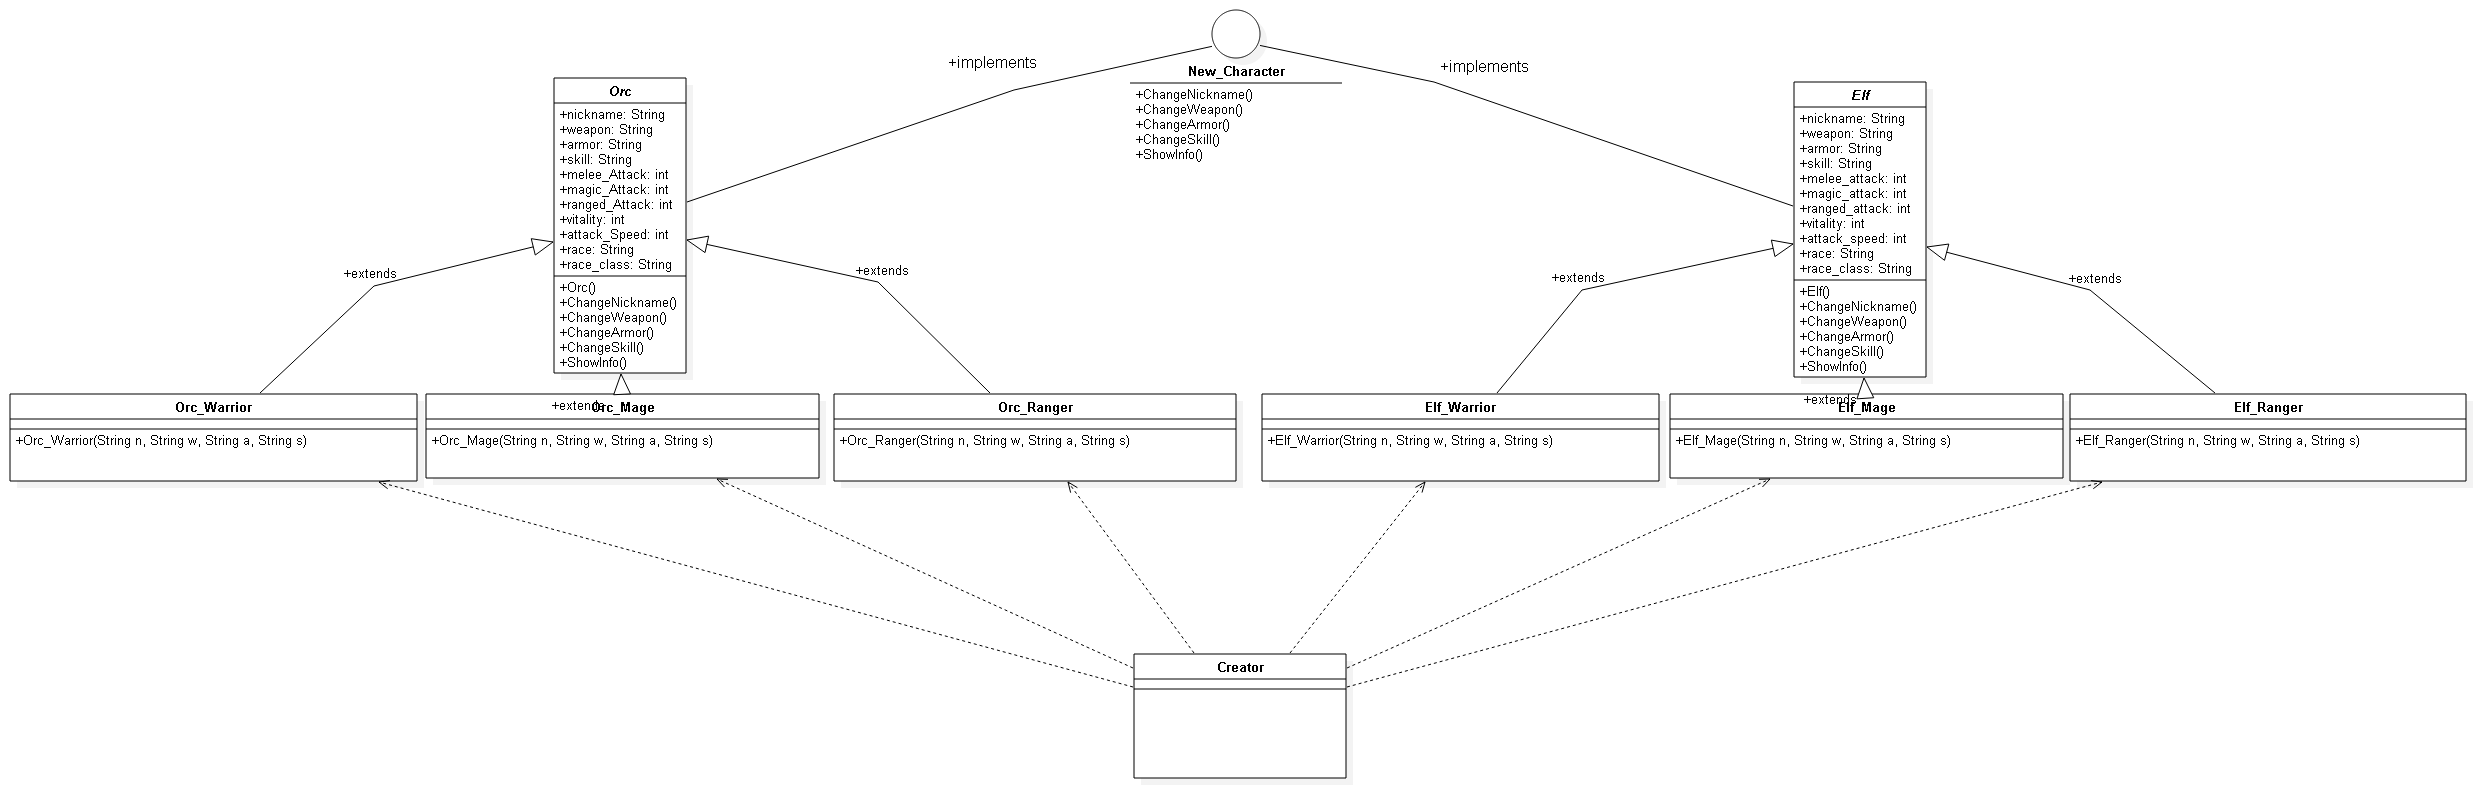 +implements
New_Character
+ChangeNickname()
+ChangeWeapon()
+ChangeArmor()
+ChangeSkill()
+ShowInfo()
+implements
Orc
+nickname: String
+weapon: String
+armor: String
+skill: String
+melee_Attack: int
+magic_Attack: int
+ranged_Attack: int
+vitality: int
+attack_Speed: int
+race: String
+race_class: String
+Orc()
+ChangeNickname()
+ChangeWeapon()
+ChangeArmor()
+ChangeSkill()
+ShowInfo()
Elf
+nickname: String
+weapon: String
+armor: String
+skill: String
+melee_attack: int
+magic_attack: int
+ranged_attack: int
+vitality: int
+attack_speed: int
+race: String
+race_class: String
+Elf()
+ChangeNickname()
+ChangeWeapon()
+ChangeArmor()
+ChangeSkill()
+ShowInfo()
+extends
+extends
+extends
+extends
Orc_Warrior
+Orc_Warrior(String n, String w, String a, String s)
+extends
Orc_Mage
+Orc_Mage(String n, String w, String a, String s)
Orc_Ranger
+Orc_Ranger(String n, String w, String a, String s)
Elf_Warrior
+Elf_Warrior(String n, String w, String a, String s)
+extends
Elf_Mage
+Elf_Mage(String n, String w, String a, String s)
Elf_Ranger
+Elf_Ranger(String n, String w, String a, String s)
Creator